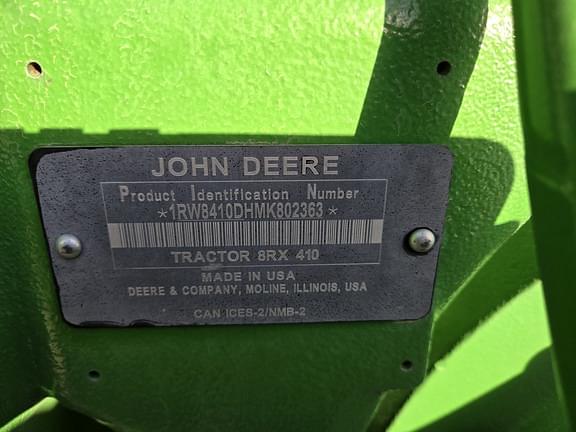 JOHN DEERE
Product Identification Number
*1RW8410DHMK802363*
TRACTOR 8RX 410
MADE IN USA
DEERE & COMPANY, MOLINE, ILLINOIS, USA
CAN ICES-2/NMB-2